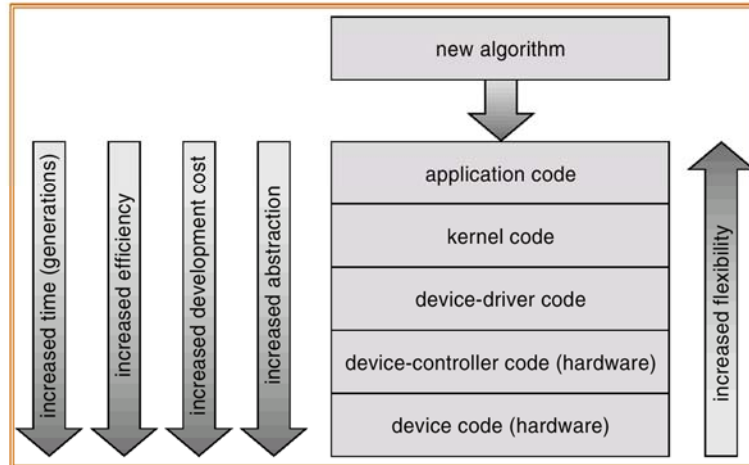 new algorithm
application code
kernel code
device-driver code
device-controller code (hardware)
device code (hardware)
increased time (generations)
increased efficiency
increased development cost
increased abstraction
increased flexibility